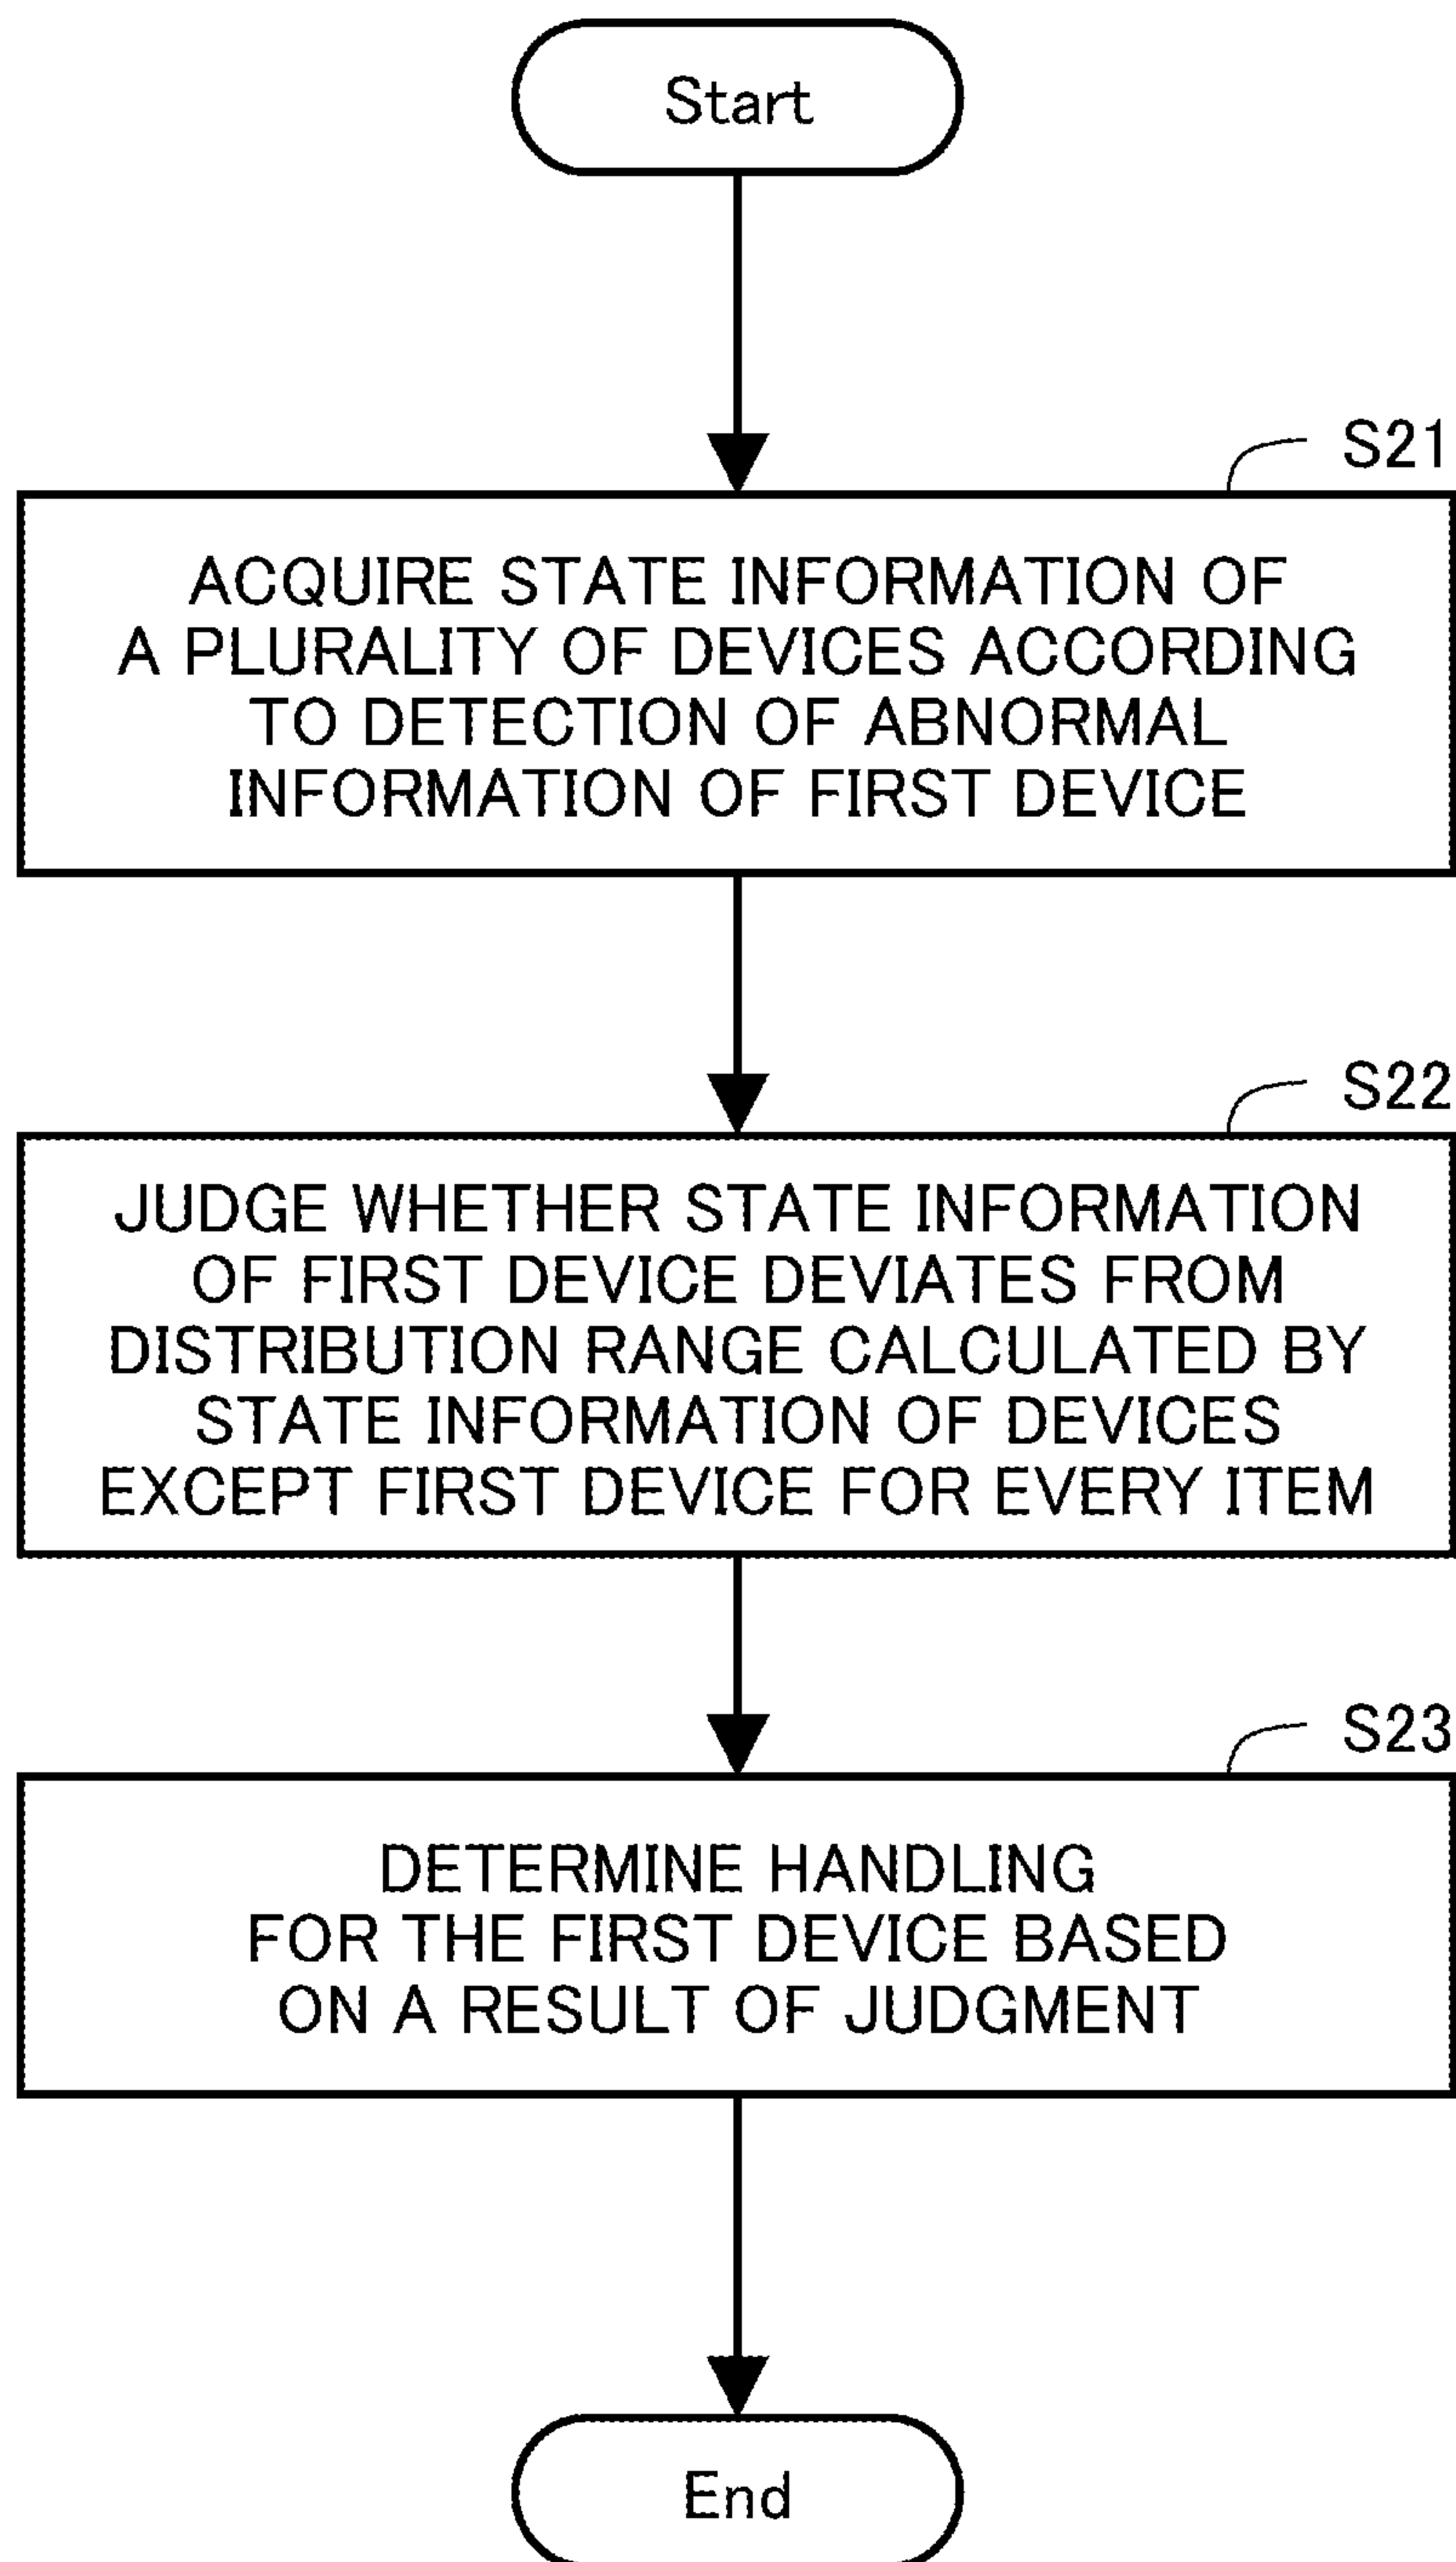 Start
S21
ACQUIRE STATE INFORMATION OF
A PLURALITY OF DEVICES ACCORDING
TO DETECTION OF ABNORMAL
INFORMATION OF FIRST DEVICE
S22
JUDGE WHETHER STATE INFORMATION
OF FIRST DEVICE DEVIATES FROM
DISTRIBUTION RANGE CALCULATED BY
STATE INFORMATION OF DEVICES
EXCEPT FIRST DEVICE FOR EVERY ITEM
S23
DETERMINE HANDLING
FOR THE FIRST DEVICE BASED
ON A RESULT OF JUDGMENT
End